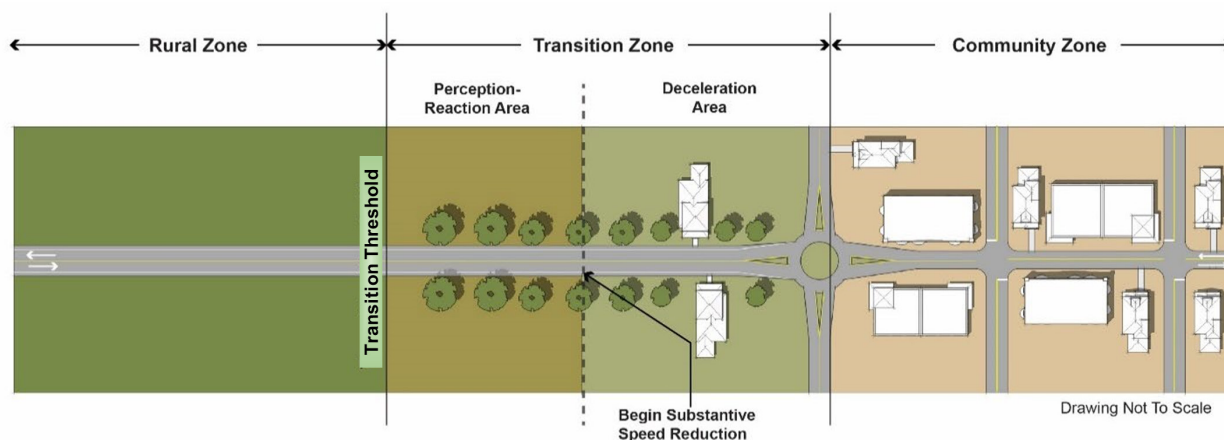 Rural Zone
Transition Zone
Community Zone
Perception-
Reaction Area
Deceleration
Area
Transition Threshold
Begin Substantive
Speed Reduction
Drawing Not To Scale